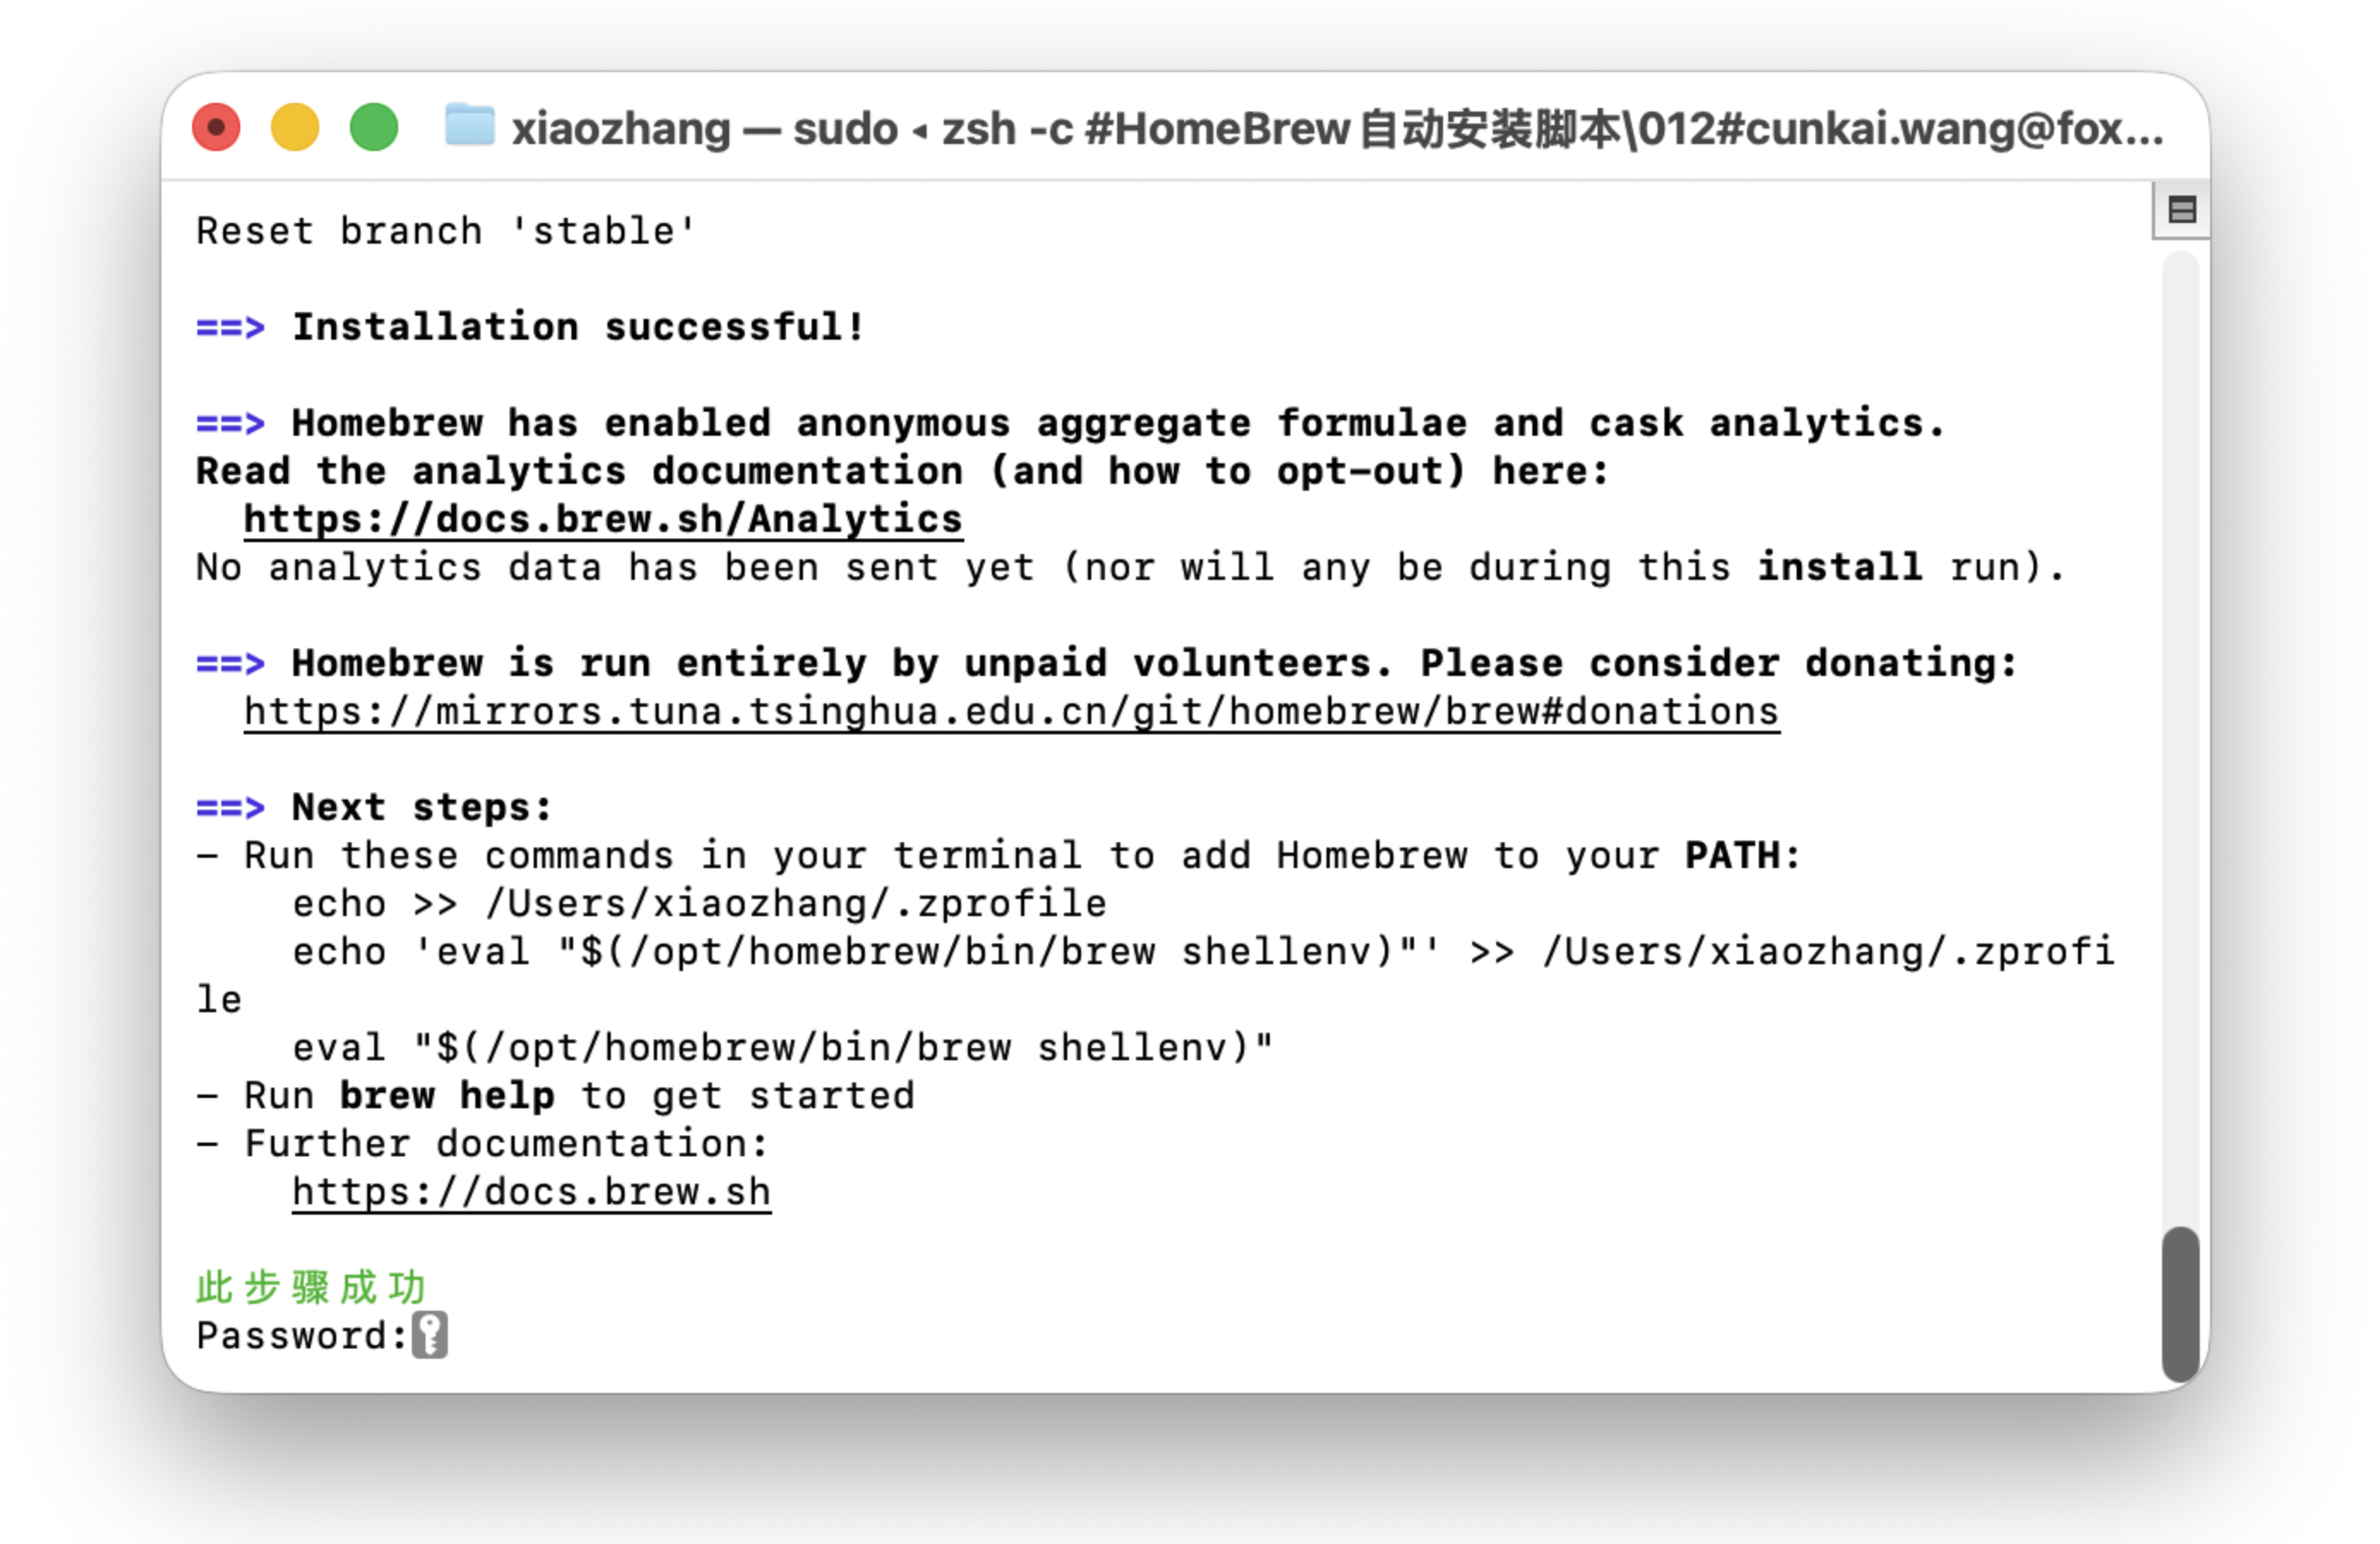 xiaozhang — sudo ◂ zsh -c #HomeBrew自动安装脚本\012#cunkai.wang@fox...
Reset branch 'stable'
==> Installation successful!
==> Homebrew has enabled anonymous aggregate formulae and cask analytics.
Read the analytics documentation (and how to opt-out) here:
https://docs.brew.sh/Analytics
No analytics data has been sent yet (nor will any be during this install run).
==> Homebrew is run entirely by unpaid volunteers. Please consider donating:
https://mirrors.tuna.tsinghua.edu.cn/git/homebrew/brew#donations
==> Next steps:
- Run these commands in your terminal to add Homebrew to your PATH:
echo >> /Users/xiaozhang/.zprofile
echo 'eval "$(/opt/homebrew/bin/brew shellenv)"' >> /Users/xiaozhang/.zprofi
le
eval "$(/opt/homebrew/bin/brew shellenv)"
- Run brew help to get started
- Further documentation:
https://docs.brew.sh
此步骤成功
Password: